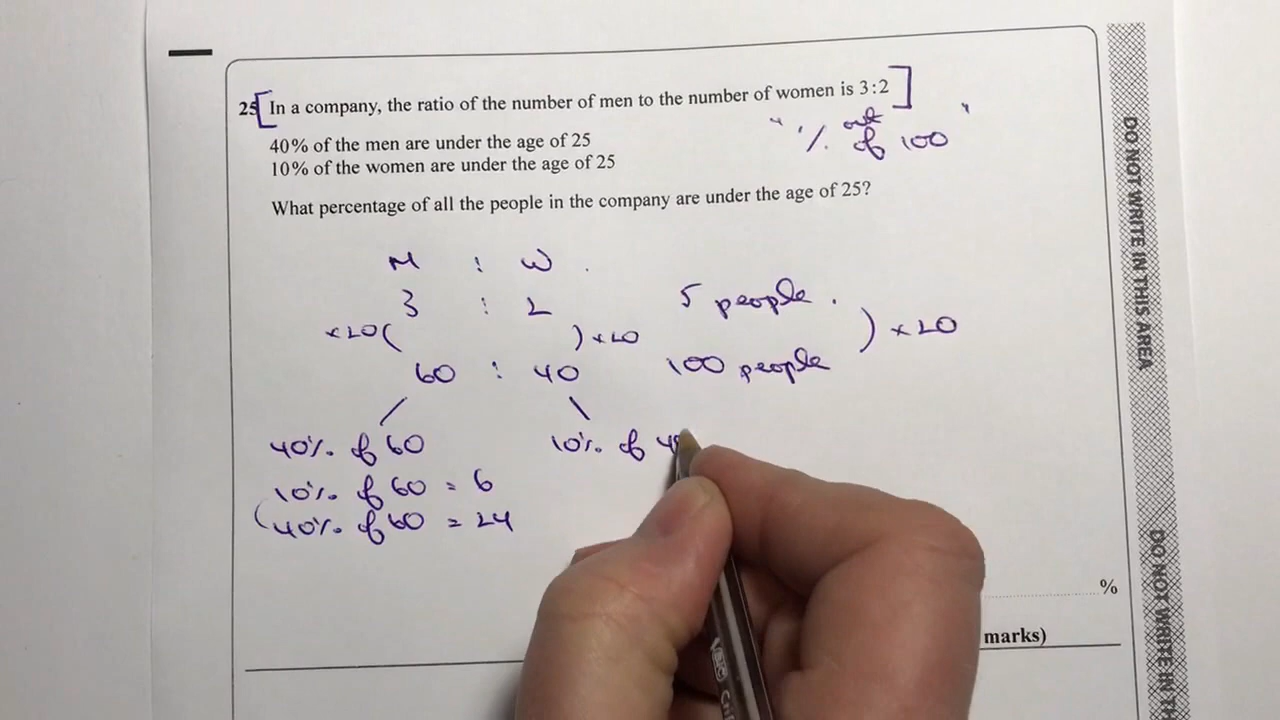 25 In a company, the ratio of the number of men to the number of women is 3:2
40% of the men are under the age of 25
10% of the women are under the age of 25
What percentage of all the people in the company are under the age of 25?
" % out of 100 "
M : W
3 : 2 5 people.
×20 ( ) ×20 ) ×20
60 : 40 100 people
40% of 60 10% of
10% of 60 = 6
(40% of 60 = 24
%
marks)
DO NOT WRITE IN THIS AREA
DO NOT WRITE IN TH